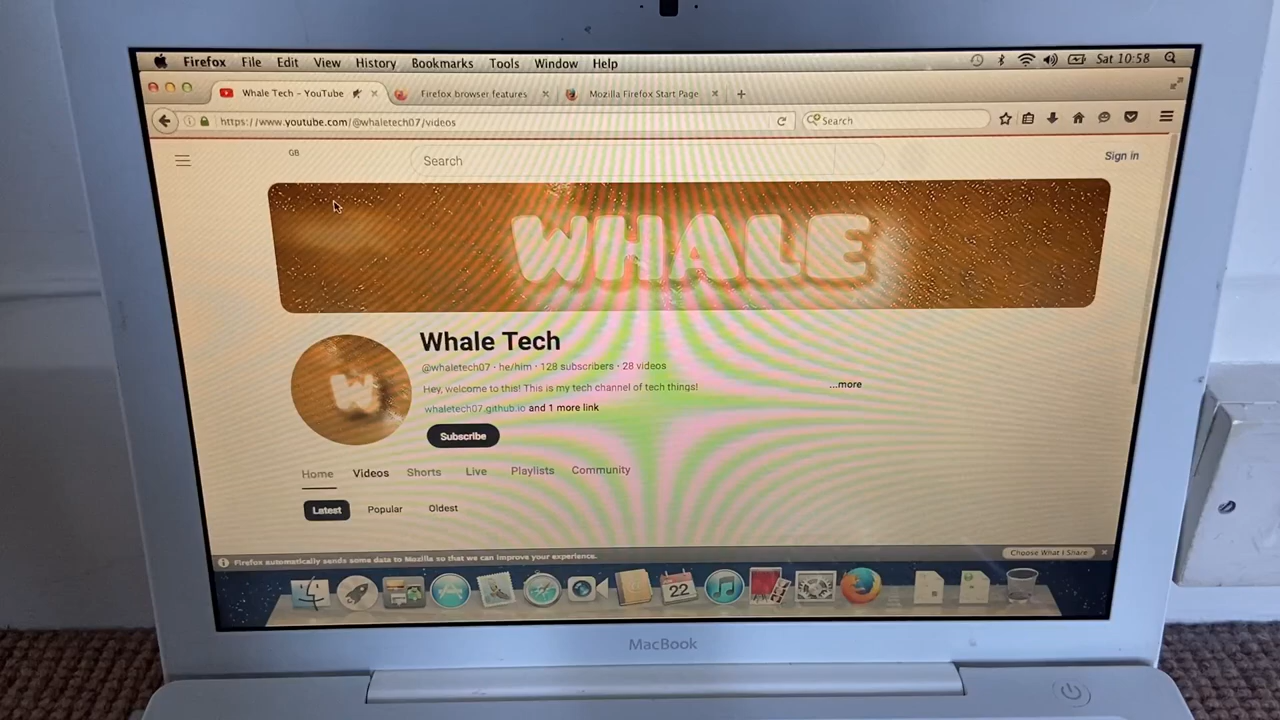 Firefox File Edit View History Bookmarks Tools Window Help Sat 10:58
Whale Tech - YouTube Firefox browser features Mozilla Firefox Start Page
https://www.youtube.com/@whaletech07/videos Search
GB Search Sign in
WHALE
W
Whale Tech
@whaletech07 · he/him · 128 subscribers · 28 videos
Hey, welcome to this! This is my tech channel of tech things! ...more
whaletech07.github.io and 1 more link
Subscribe
Home Videos Shorts Live Playlists Community
Latest Popular Oldest
Firefox automatically sends some data to Mozilla so that we can improve your experience. Choose What I Share
22
MacBook